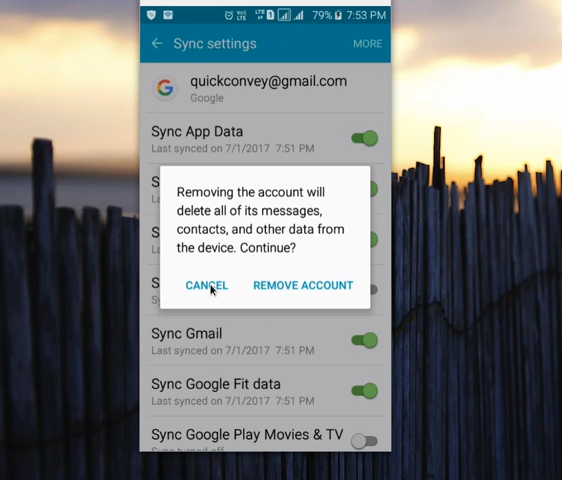 79% 7:53 PM
Sync settings
MORE
quickconvey@gmail.com
Google
Sync App Data
Last synced on 7/1/2017 7:51 PM
Removing the account will
delete all of its messages,
contacts, and other data from
the device. Continue?
CANCEL
REMOVE ACCOUNT
Sync Gmail
Last synced on 7/1/2017 7:51 PM
Sync Google Fit data
Last synced on 7/1/2017 7:51 PM
Sync Google Play Movies & TV